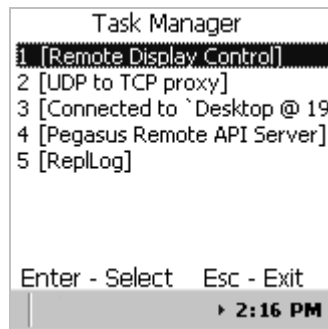 Task Manager
1 [Remote Display Control]
2 [UDP to TCP proxy]
3 [Connected to `Desktop @ 19
4 [Pegasus Remote API Server]
5 [ReplLog]
Enter - Select Esc - Exit
2:16 PM